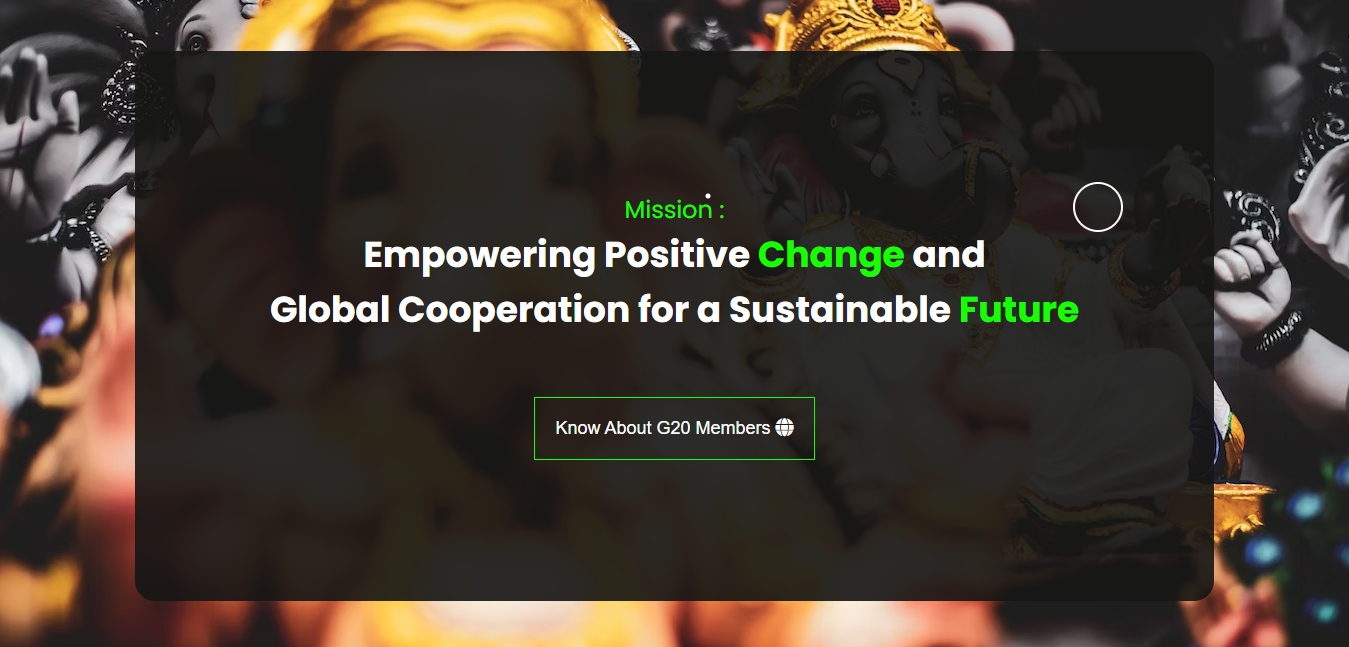 Mission :
Empowering Positive Change and
Global Cooperation for a Sustainable Future
Know About G20 Members